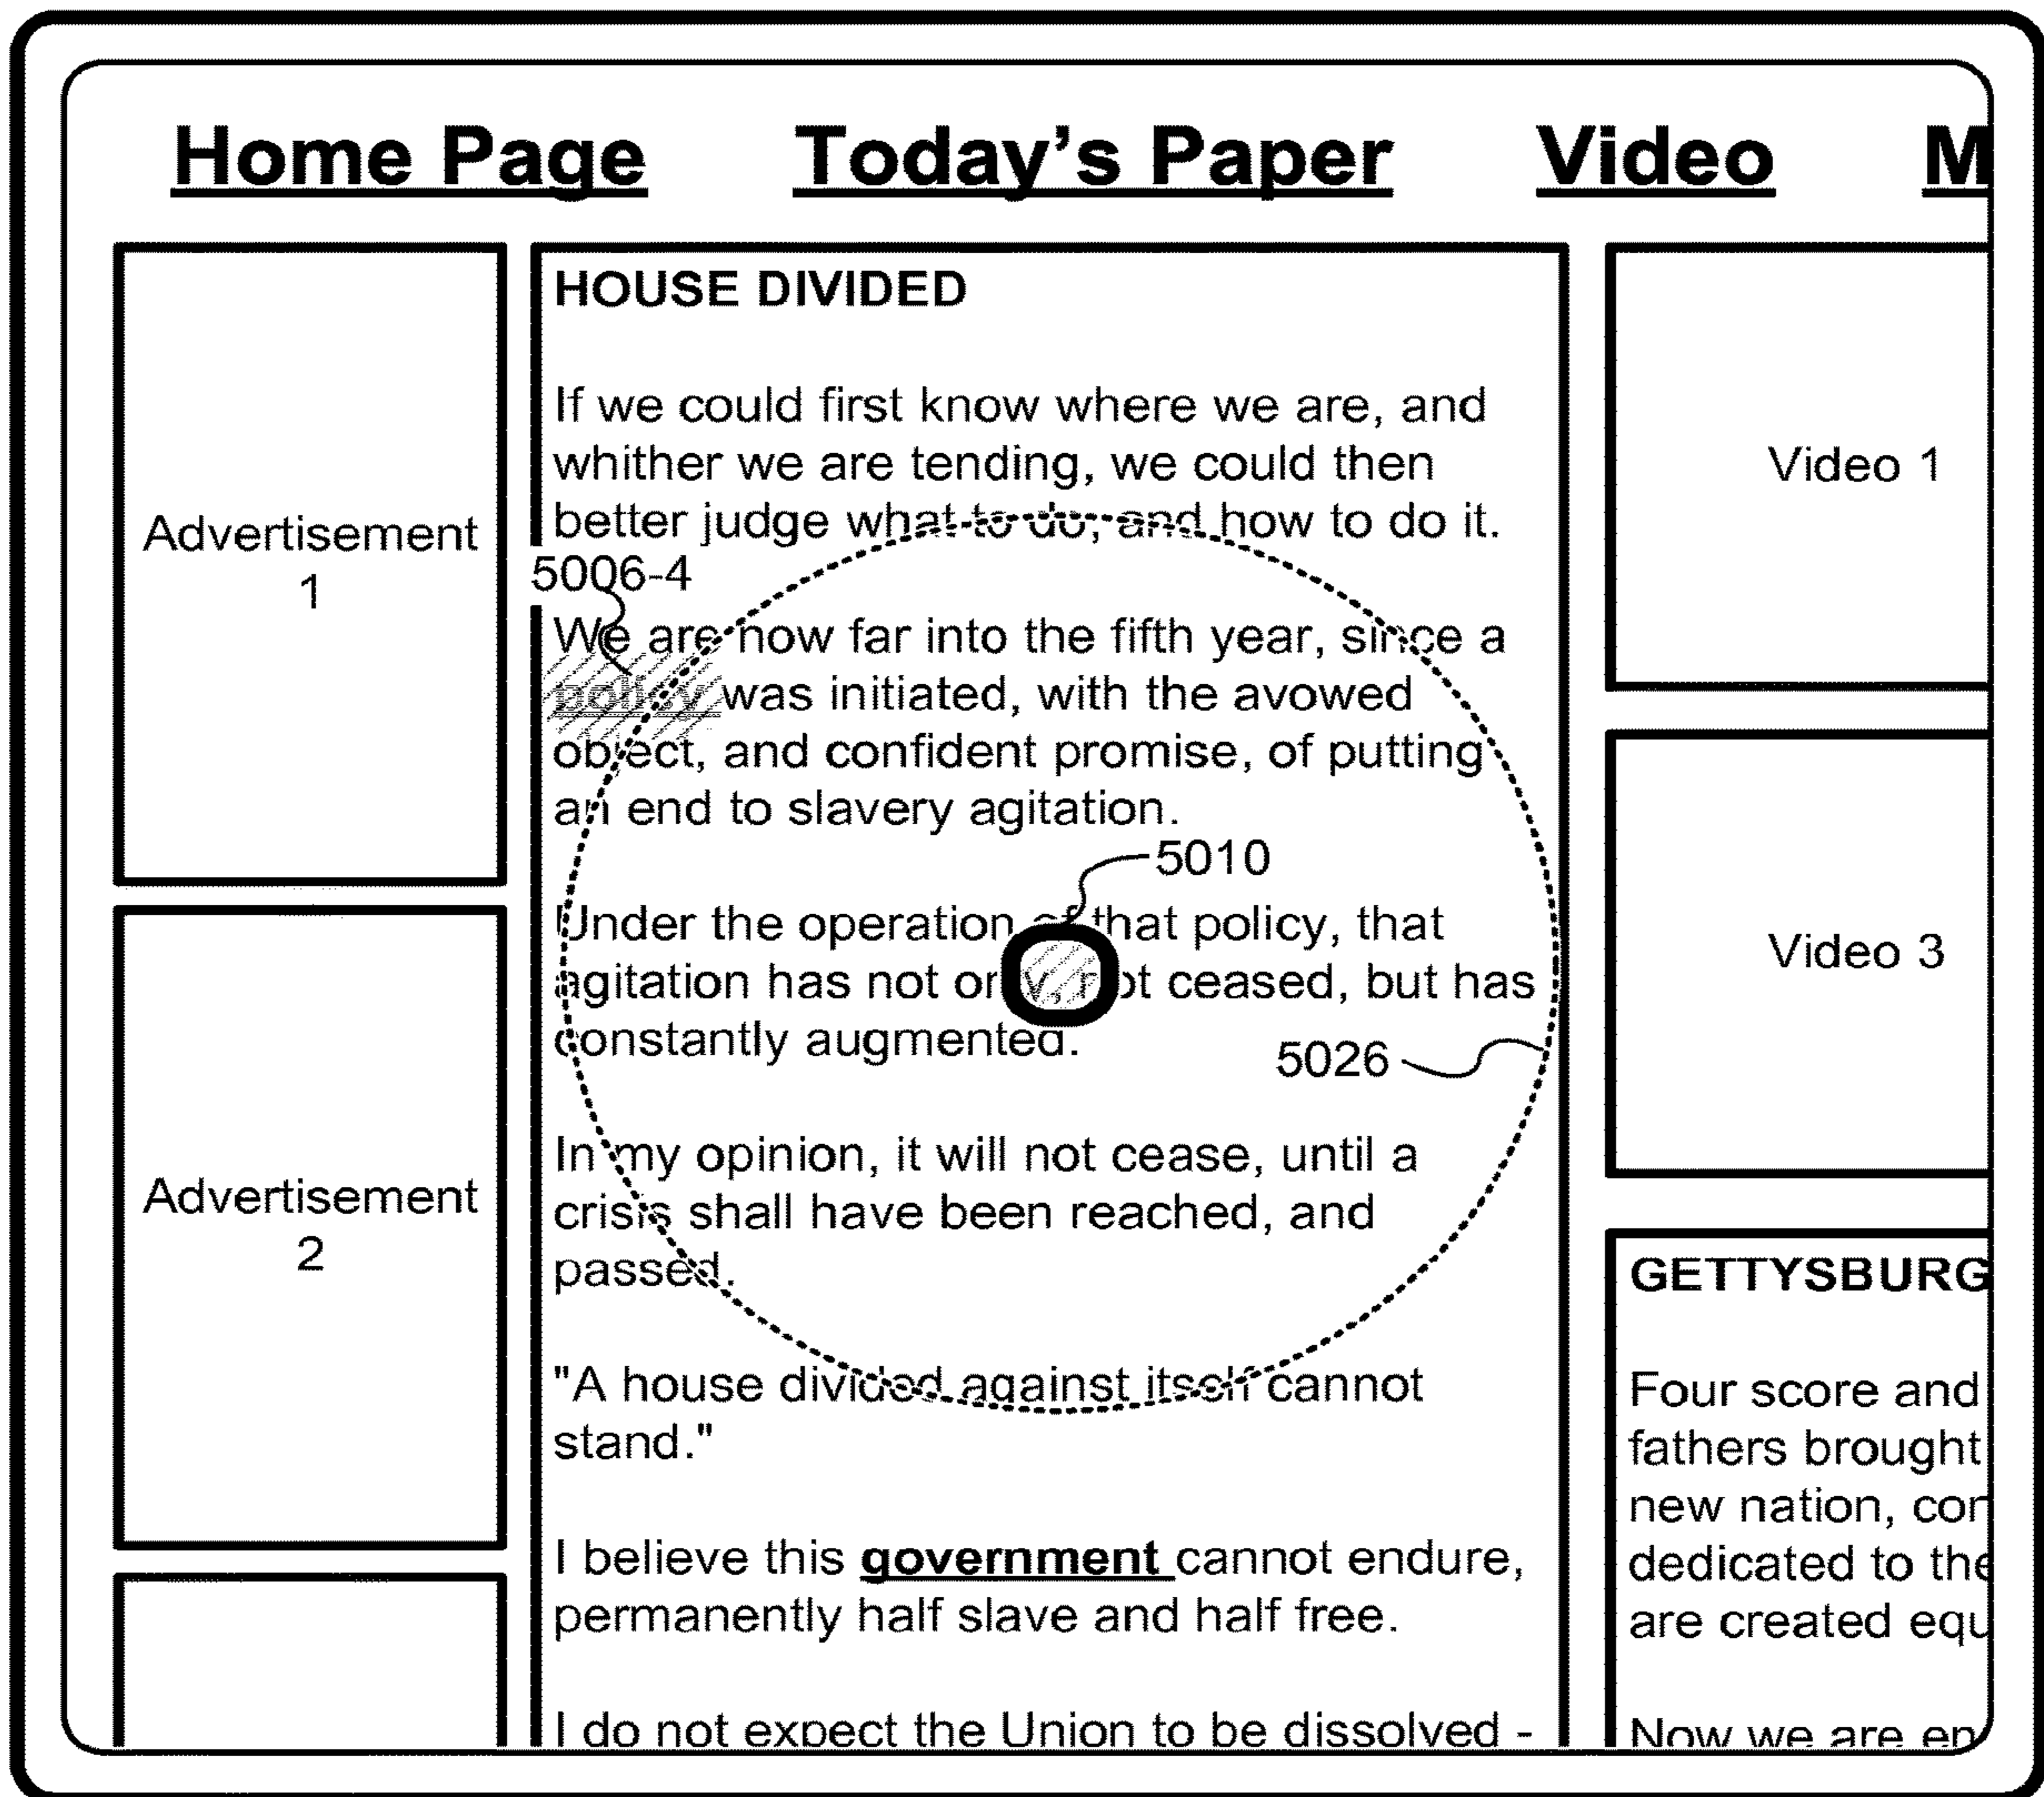 Home Page Today's Paper Video M
Advertisement
1
Advertisement
2
HOUSE DIVIDED
If we could first know where we are, and
whither we are tending, we could then
better judge what to do, and how to do it.
5006-4
We are now far into the fifth year, since a
policy was initiated, with the avowed
object, and confident promise, of putting
an end to slavery agitation.
5010
Under the operation of that policy, that
agitation has not only, not ceased, but has
constantly augmented.
5026
In my opinion, it will not cease, until a
crisis shall have been reached, and
passed.
"A house divided against itself cannot
stand."
I believe this government cannot endure,
permanently half slave and half free.
I do not expect the Union to be dissolved -
Video 1
Video 3
GETTYSBURG
Four score and
fathers brought
new nation, con
dedicated to the
are created equ
Now we are en